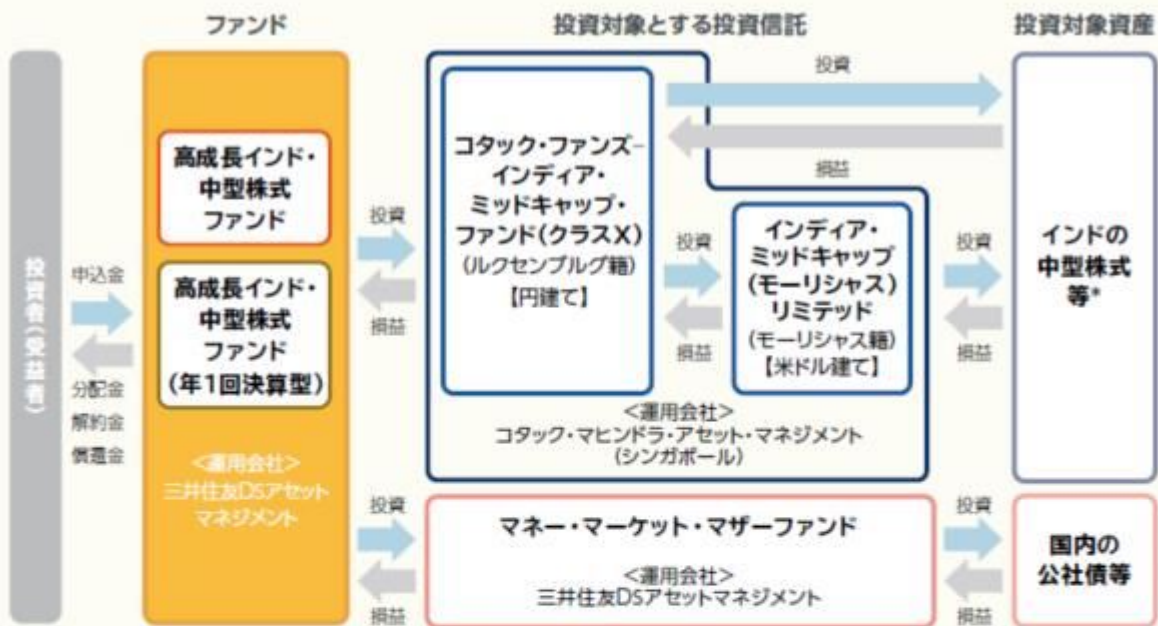 ファンド
投資対象とする投資信託
投資対象資産
投資者(受益者)
申込金
分配金
解約金
償還金
高成長インド・
中型株式
ファンド
高成長インド・
中型株式
ファンド
(年1回決算型)
<運用会社>
三井住友DSアセット
マネジメント
投資
損益
コタック・ファンズ-
インディア・
ミッドキャップ・
ファンド(クラスX)
(ルクセンブルグ籍)
【円建て】
投資
損益
投資
損益
インディア・
ミッドキャップ
(モーリシャス)
リミテッド
(モーリシャス籍)
【米ドル建て】
<運用会社>
コタック・マヒンドラ・アセット・マネジメント
(シンガポール)
投資
損益
インドの
中型株式
等*
投資
損益
マネー・マーケット・マザーファンド
<運用会社>
三井住友DSアセットマネジメント
投資
損益
国内の
公社債等